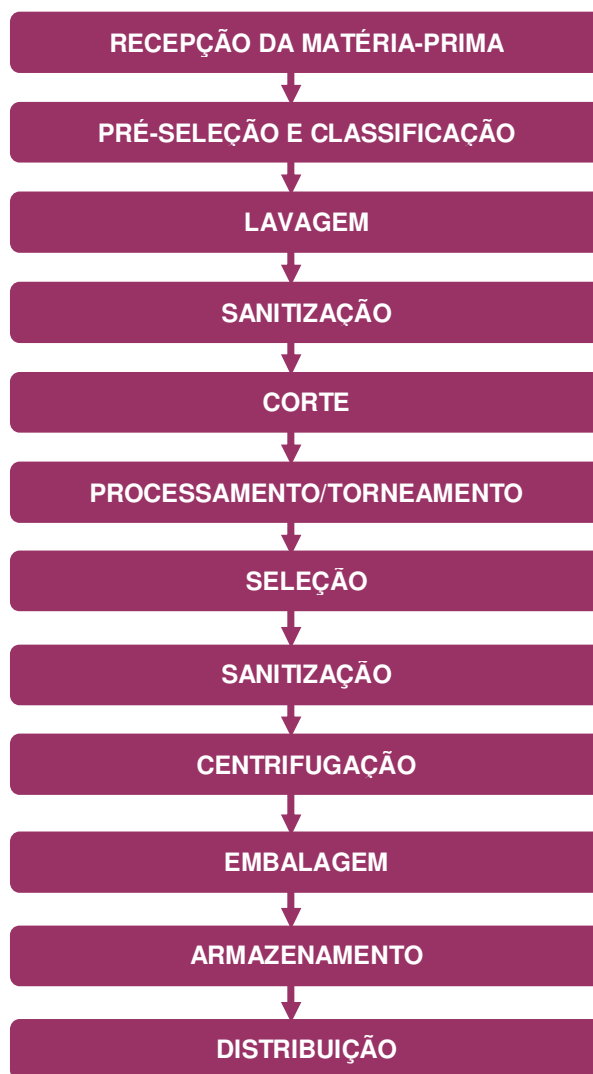 RECEPÇÃO DA MATÉRIA-PRIMA
PRÉ-SELEÇÃO E CLASSIFICAÇÃO
LAVAGEM
SANITIZAÇÃO
CORTE
PROCESSAMENTO/TORNEAMENTO
SELEÇÃO
SANITIZAÇÃO
CENTRIFUGAÇÃO
EMBALAGEM
ARMAZENAMENTO
DISTRIBUIÇÃO